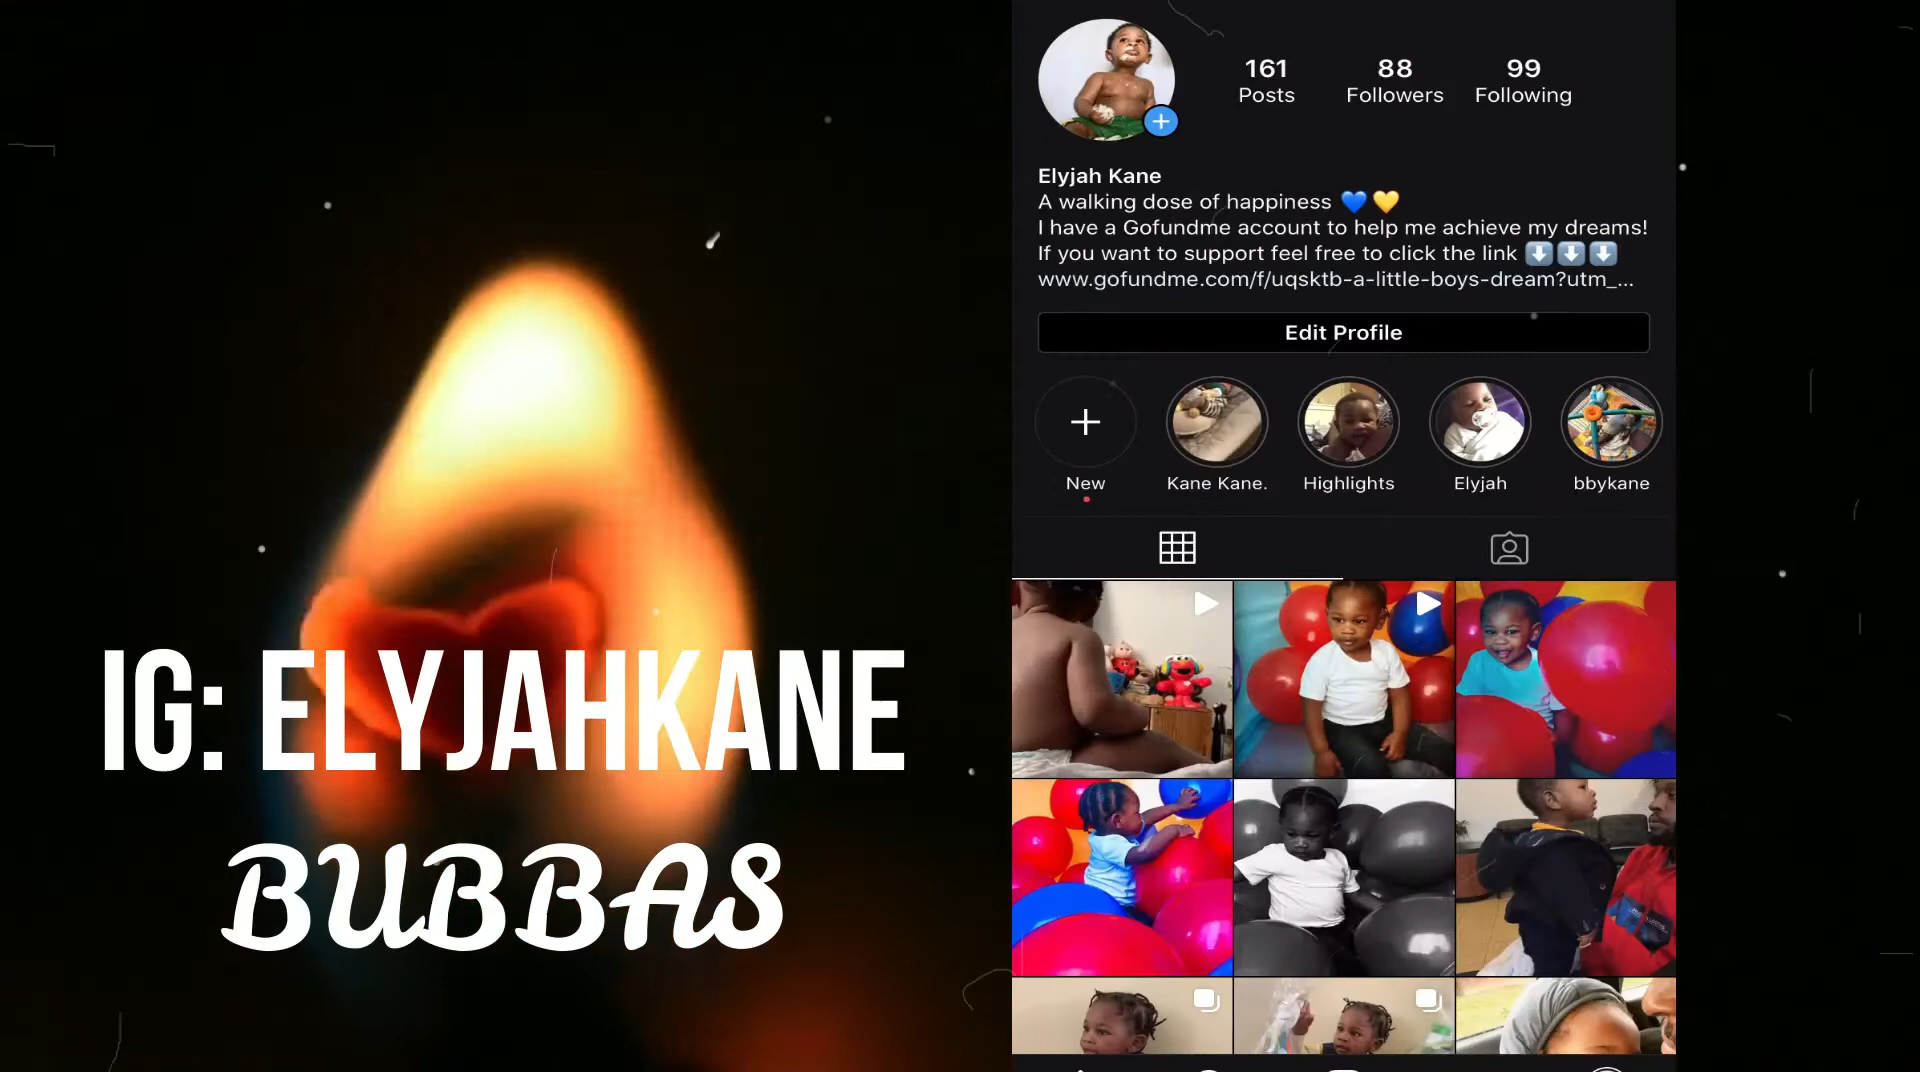 IG: ELYJAHKANE
BUBBAS
161 88 99
Posts Followers Following
Elyjah Kane
A walking dose of happiness 💙 💛
I have a Gofundme account to help me achieve my dreams!
If you want to support feel free to click the link ⬇️⬇️⬇️
www.gofundme.com/f/uqsktb-a-little-boys-dream?utm_...
Edit Profile
New Kane Kane. Highlights Elyjah bbykane